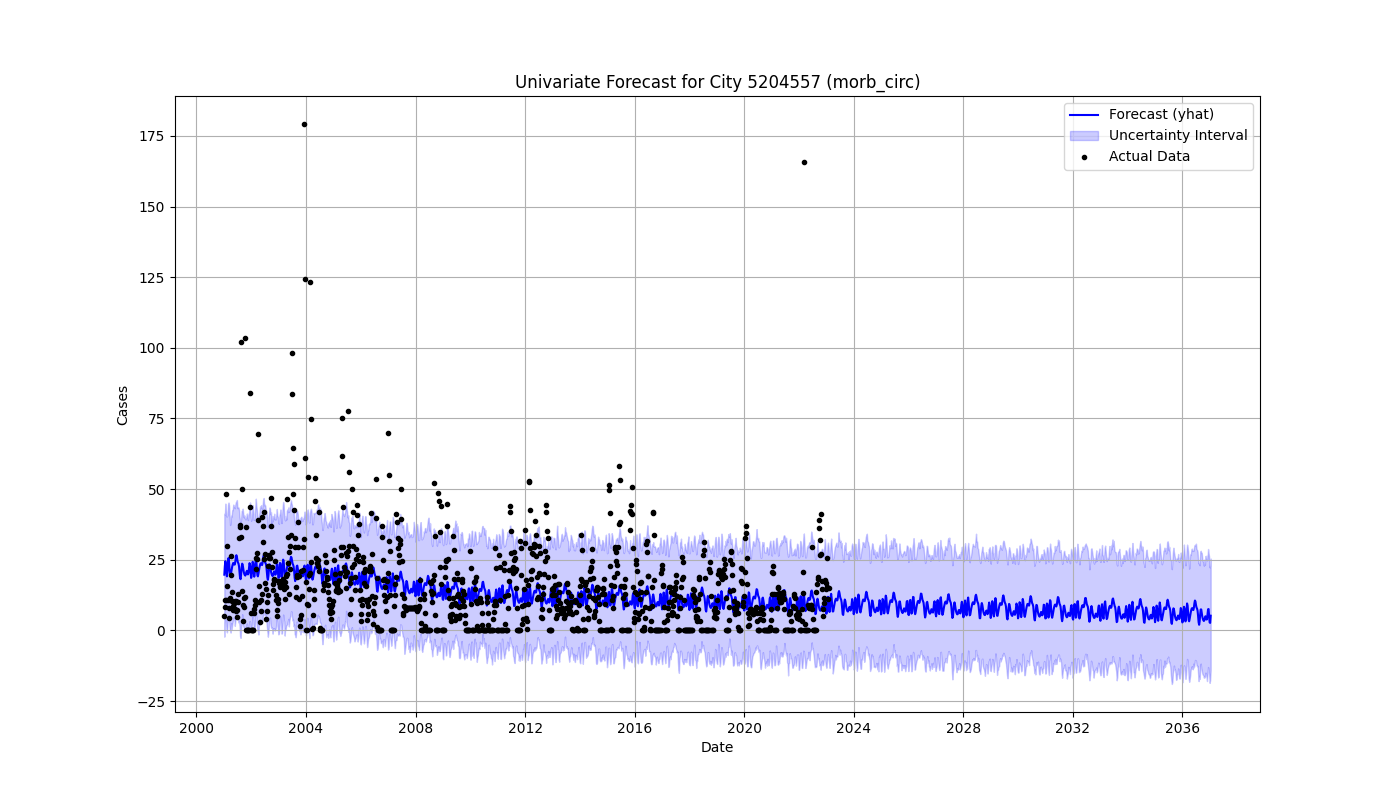 Univariate Forecast for City 5204557 (morb_circ)
Forecast (yhat)
Uncertainty Interval
Actual Data
175
150
125
100
75
50
25
0
−25
Cases
2000 2004 2008 2012 2016 2020 2024 2028 2032 2036
Date